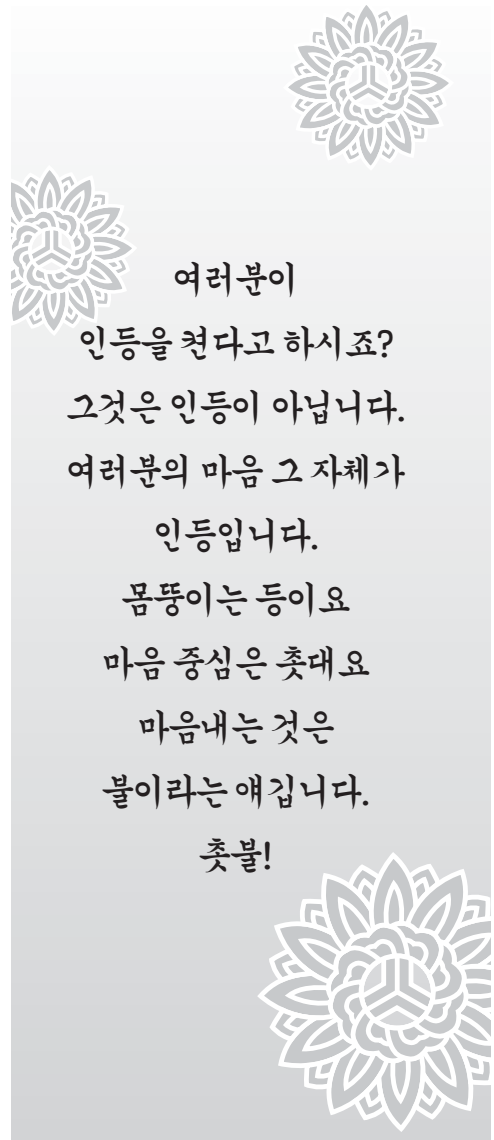 여러분이
인등을 켠다고 하시죠?
그것은 인등이 아닙니다.
여러분의 마음 그 자체가
인등입니다.
몸뚱이는 등이요
마음 중심은 촛대요
마음내는 것은
불이라는 얘깁니다.
촛불!